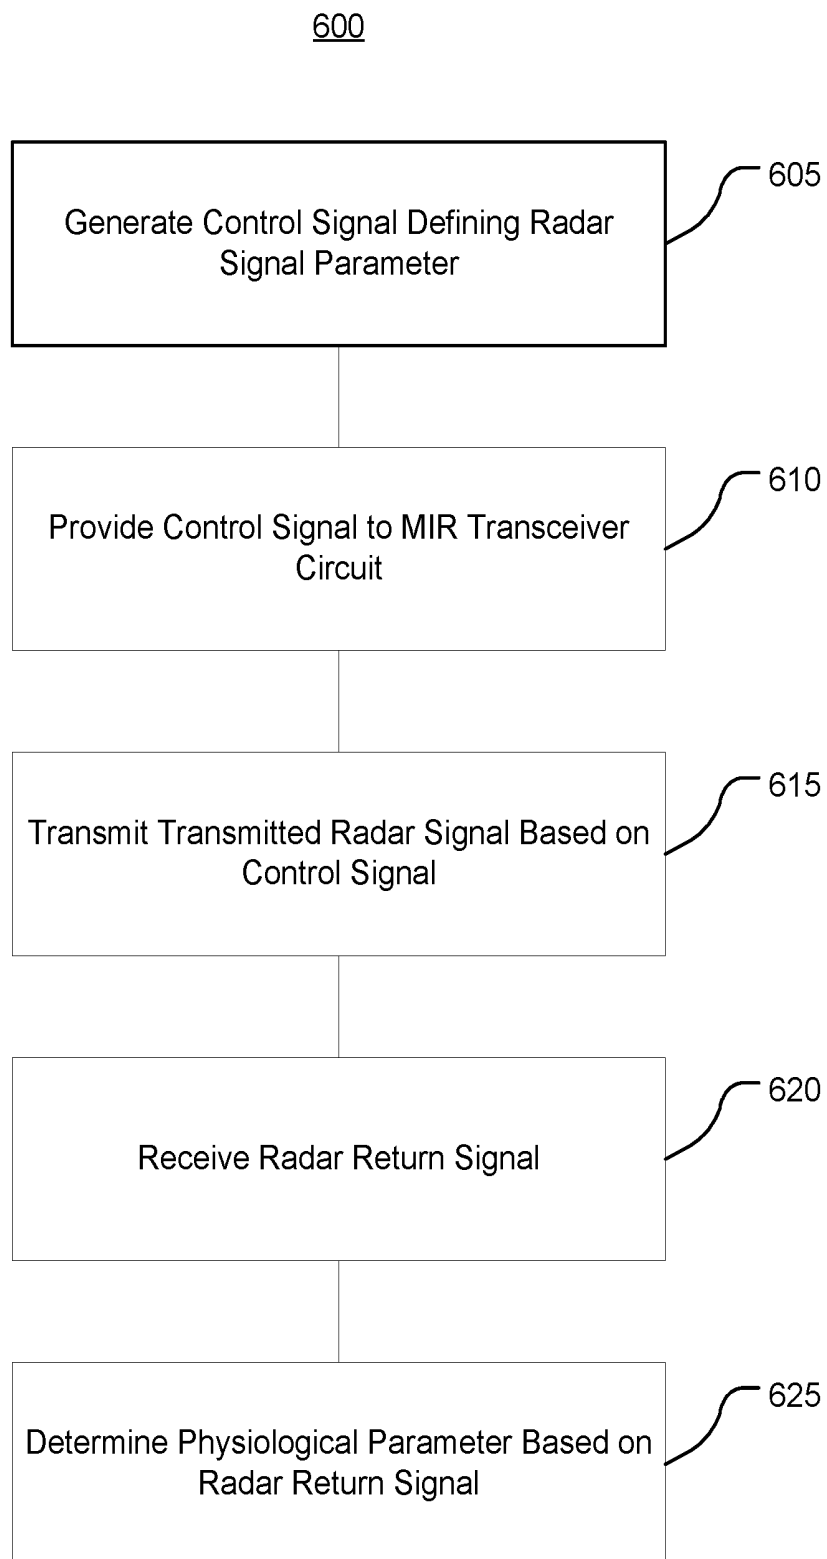 600
Generate Control Signal Defining Radar
Signal Parameter
605
Provide Control Signal to MIR Transceiver
Circuit
610
Transmit Transmitted Radar Signal Based on
Control Signal
615
Receive Radar Return Signal
620
Determine Physiological Parameter Based on
Radar Return Signal
625